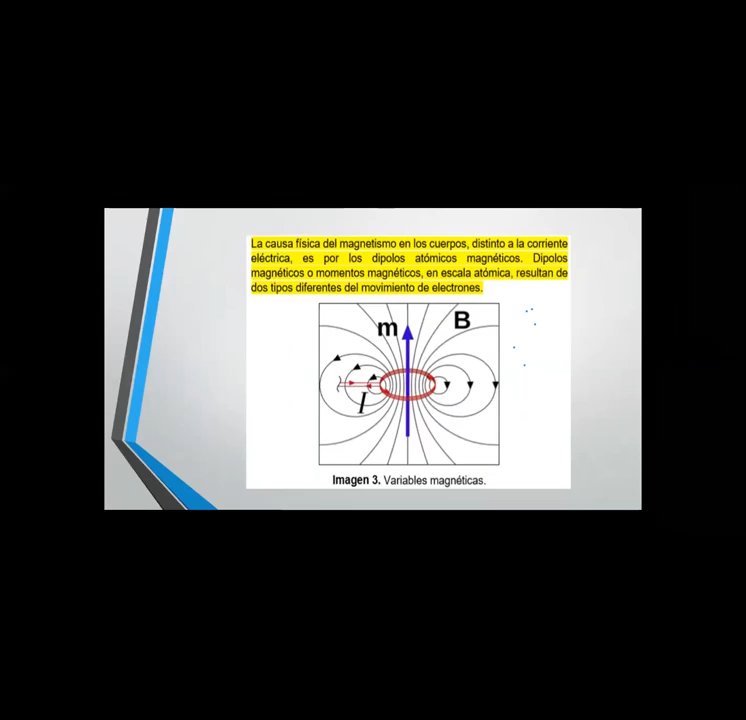 La causa física del magnetismo en los cuerpos, distinto a la corriente
eléctrica, es por los dipolos atómicos magnéticos. Dipolos
magnéticos o momentos magnéticos, en escala atómica, resultan de
dos tipos diferentes del movimiento de electrones.
m B
I
Imagen 3. Variables magnéticas.